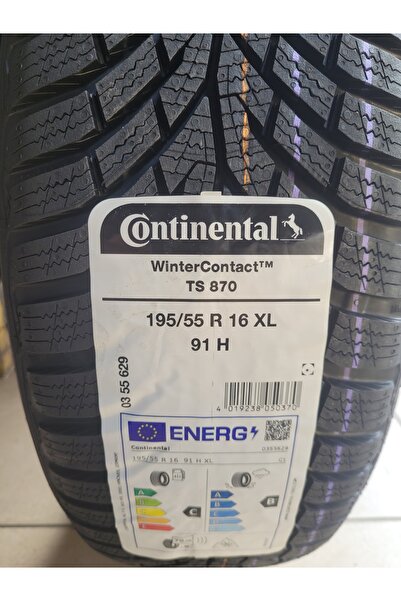 Continental
WinterContact™
TS 870
195/55 R 16 XL
91 H
03 55 629
4 019238 050370
ENERG
Continental
0355629
195/55 R 16 91 H XL
C1
A
B
C
D
E
C
A
B
C
D
E
B